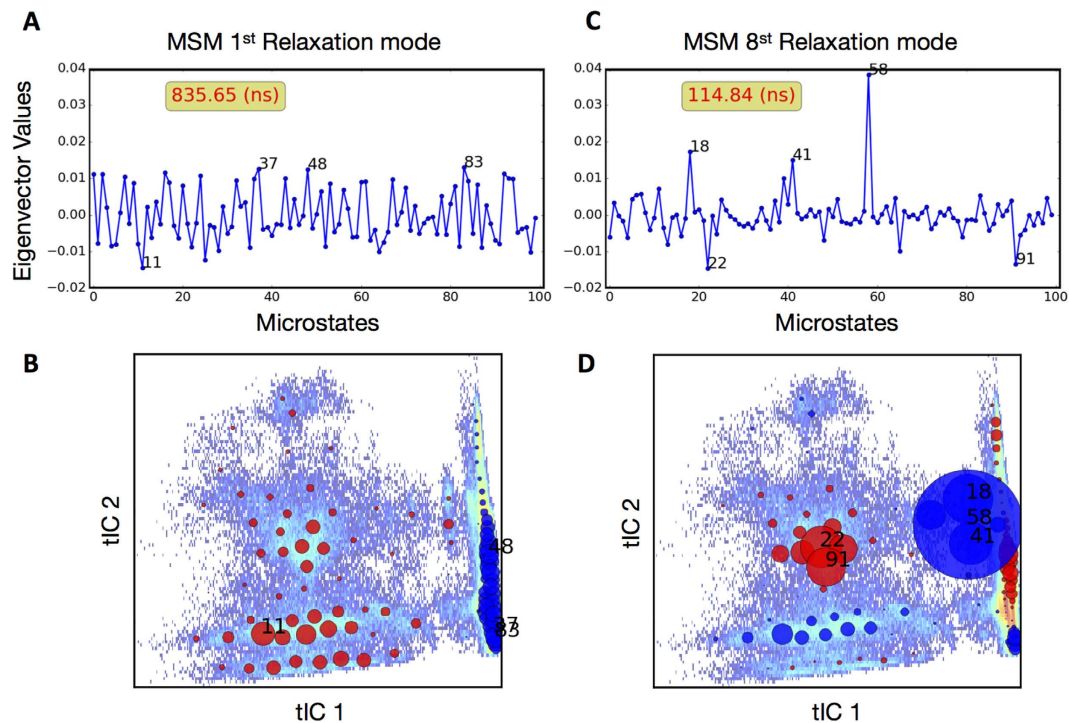 A
MSM 1st Relaxation mode
835.65 (ns)
Eigenvector Values
0.04
0.03
0.02
0.01
0.00
−0.01
−0.02
11
37
48
83
0
20
40
60
80
100
Microstates
C
MSM 8st Relaxation mode
114.84 (ns)
0.04
0.03
0.02
0.01
0.00
−0.01
−0.02
18
22
41
58
91
0
20
40
60
80
100
Microstates
B
tIC 2
48
37
83
11
tIC 1
D
tIC 2
18
58
41
22
91
tIC 1